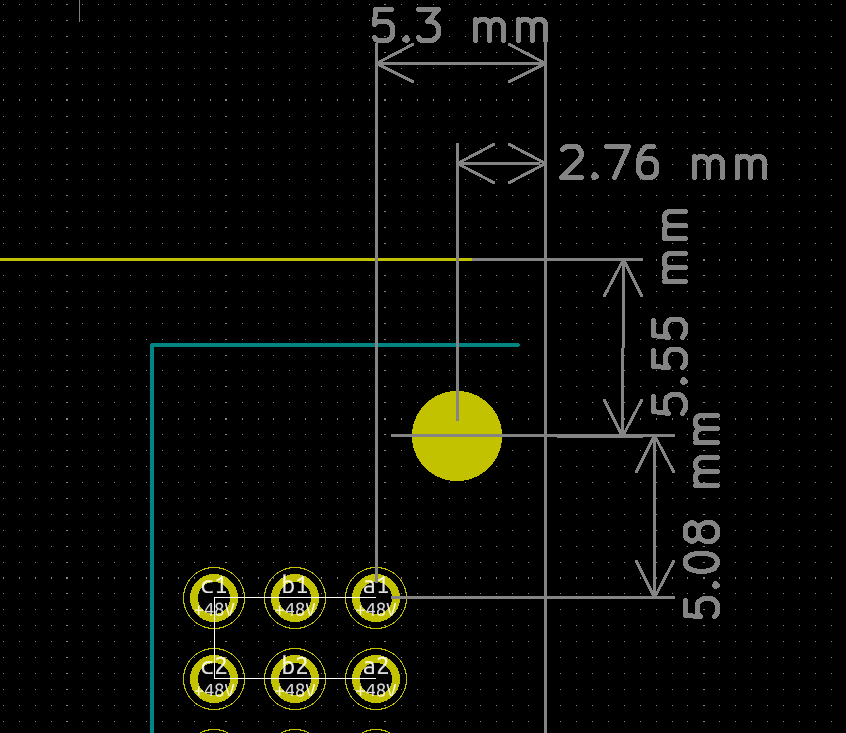 5.3 mm
2.76 mm
5.55 mm
5.08 mm
c1 b1 a1
+48V +48V +48V
c2 b2 a2
+48V +48V +48V